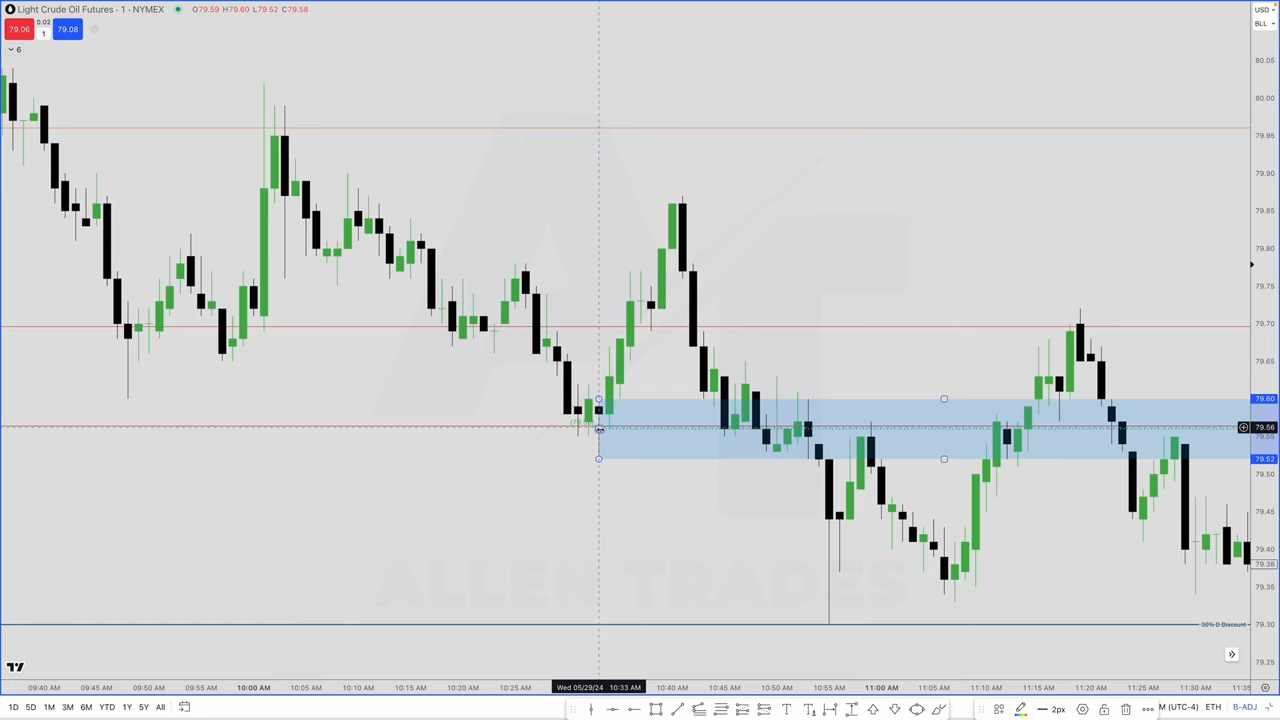 Light Crude Oil Futures · 1 · NYMEX O79.59 H79.60 L79.52 C79.58
79.06 0.02 1 79.08
6
USD
BLL
80.05
80.00
79.95
79.90
79.85
79.80
79.75
79.70
79.65
79.60
79.56
79.55
79.52
79.50
79.45
79.40
79.38
79.35
79.30
79.25
30% D Discount
ALLEN TRADES
09:40 AM 09:45 AM 09:50 AM 09:55 AM 10:00 AM 10:05 AM 10:10 AM 10:15 AM 10:20 AM 10:25 AM Wed 05/29/24 10:33 AM 10:40 AM 10:45 AM 10:50 AM 10:55 AM 11:00 AM 11:05 AM 11:10 AM 11:15 AM 11:20 AM 11:25 AM 11:30 AM 11:35
1D 5D 1M 3M 6M YTD 1Y 5Y All 2px M (UTC-4) ETH B-ADJ